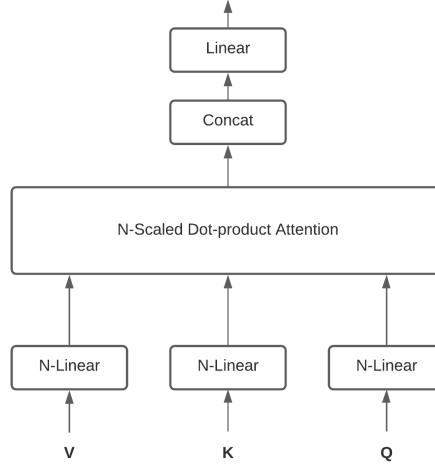 Linear
Concat
N-Scaled Dot-product Attention
N-Linear N-Linear N-Linear
V K Q